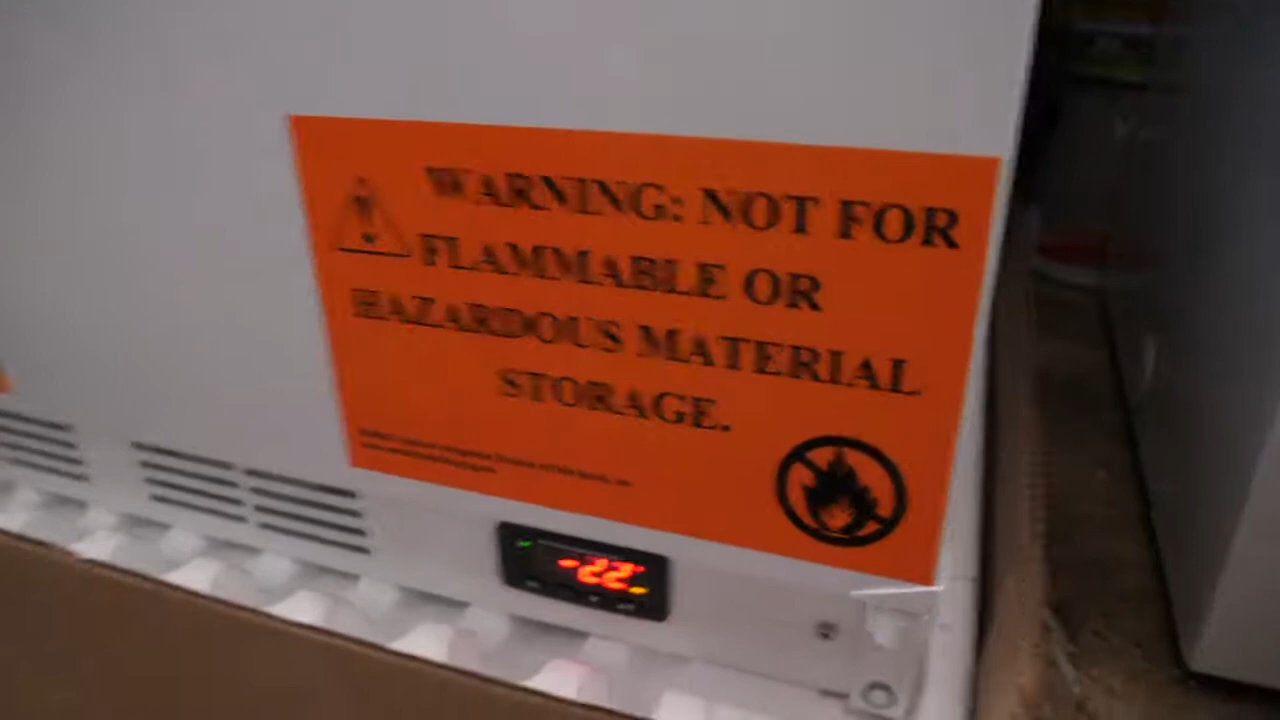 WARNING: NOT FOR
FLAMMABLE OR
HAZARDOUS MATERIAL
STORAGE.
-22